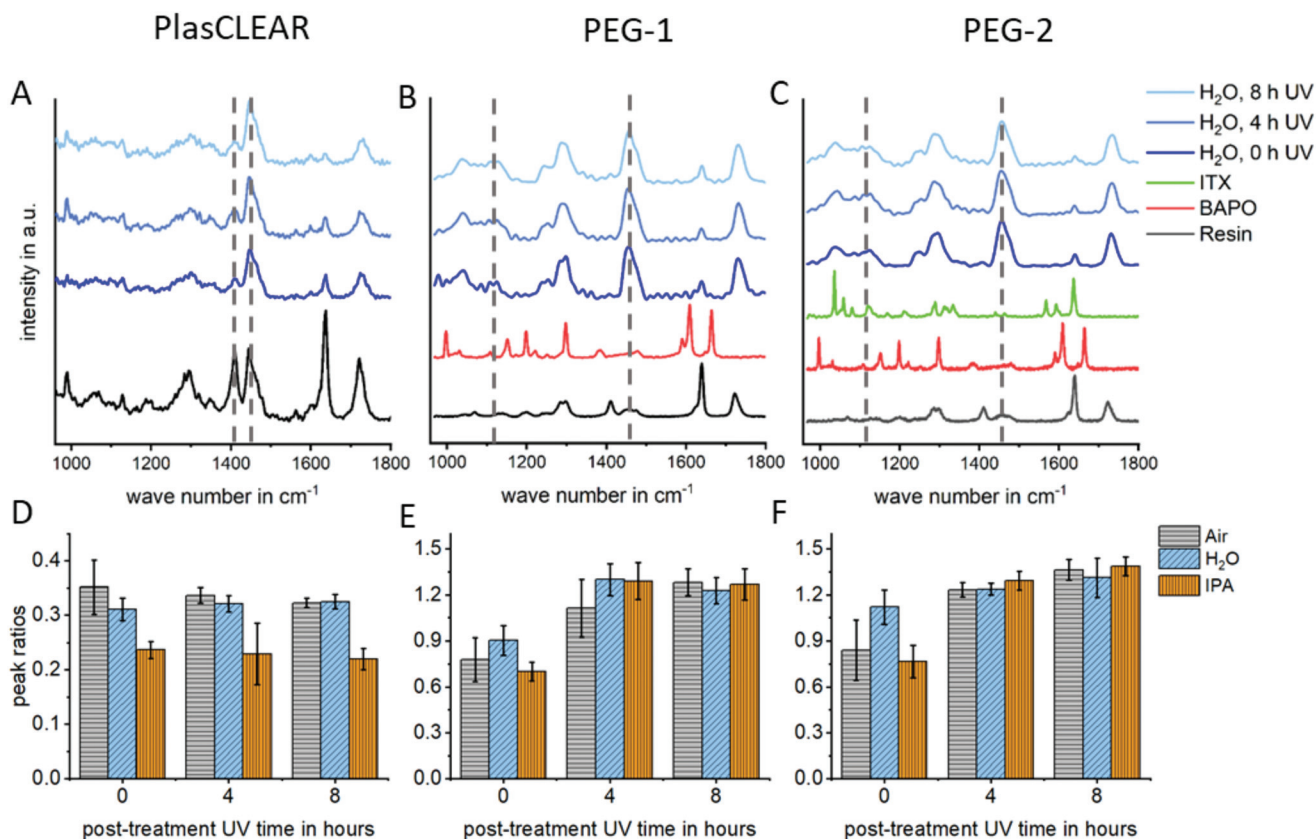 PlasCLEAR
PEG-1
PEG-2
A
B
C
H₂O, 8 h UV
H₂O, 4 h UV
H₂O, 0 h UV
ITX
BAPO
Resin
intensity in a.u.
1000 1200 1400 1600 1800
1000 1200 1400 1600 1800
1000 1200 1400 1600 1800
wave number in cm⁻¹
wave number in cm⁻¹
wave number in cm⁻¹
D
E
F
Air
H₂O
IPA
peak ratios
0.4
0.3
0.2
0.1
0.0
1.5
1.2
0.9
0.6
0.3
0.0
1.5
1.2
0.9
0.6
0.3
0.0
0 4 8
0 4 8
0 4 8
post-treatment UV time in hours
post-treatment UV time in hours
post-treatment UV time in hours